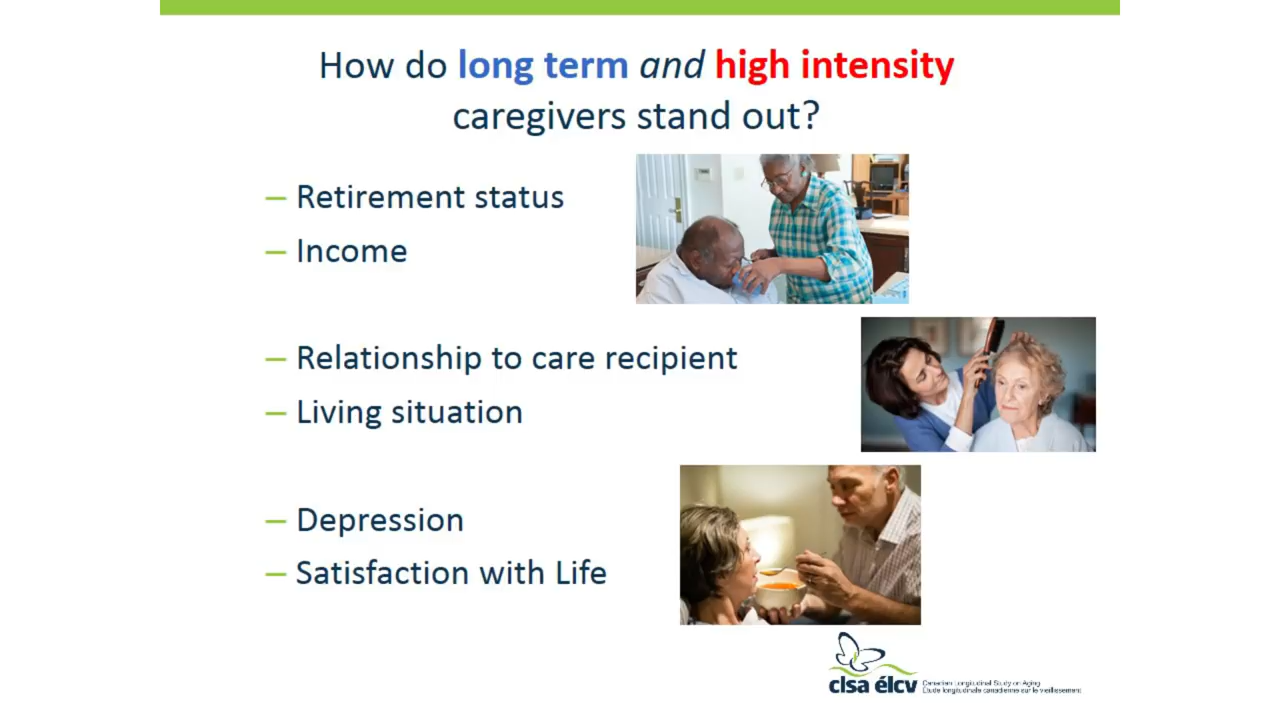 How do long term and high intensity
caregivers stand out?
– Retirement status
– Income
– Relationship to care recipient
– Living situation
– Depression
– Satisfaction with Life
clsa élcv
Canadian Longitudinal Study on Aging
Étude longitudinale canadienne sur le vieillissement